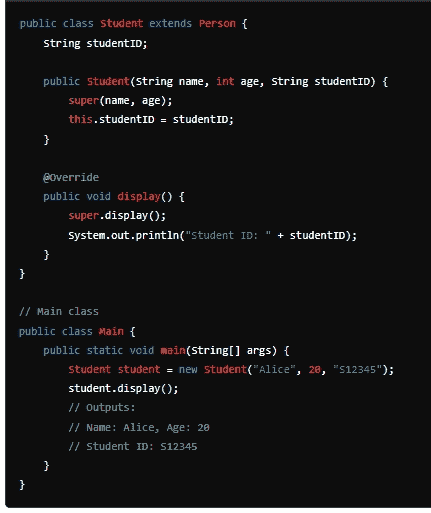 public class Student extends Person {
    String studentID;

    public Student(String name, int age, String studentID) {
        super(name, age);
        this.studentID = studentID;
    }

    @Override
    public void display() {
        super.display();
        System.out.println("Student ID: " + studentID);
    }
}

// Main class
public class Main {
    public static void main(String[] args) {
        Student student = new Student("Alice", 20, "S12345");
        student.display();
        // Outputs:
        // Name: Alice, Age: 20
        // Student ID: S12345
    }
}